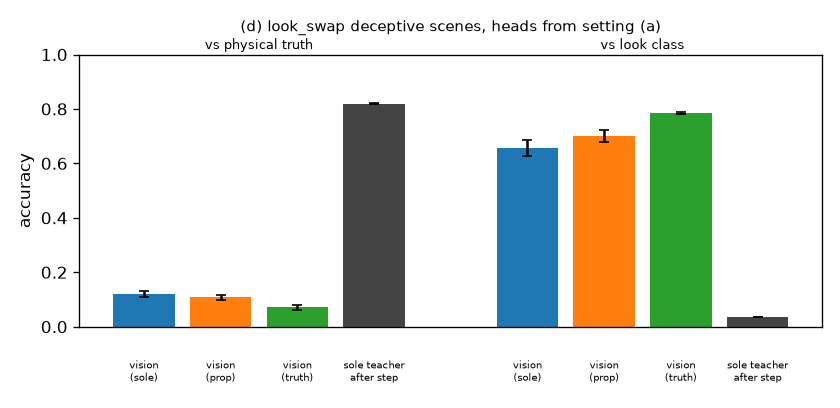 (d) look_swap deceptive scenes, heads from setting (a)
vs physical truth
vs look class
accuracy
1.0
0.8
0.6
0.4
0.2
0.0
vision
(sole)
vision
(prop)
vision
(truth)
sole teacher
after step
vision
(sole)
vision
(prop)
vision
(truth)
sole teacher
after step